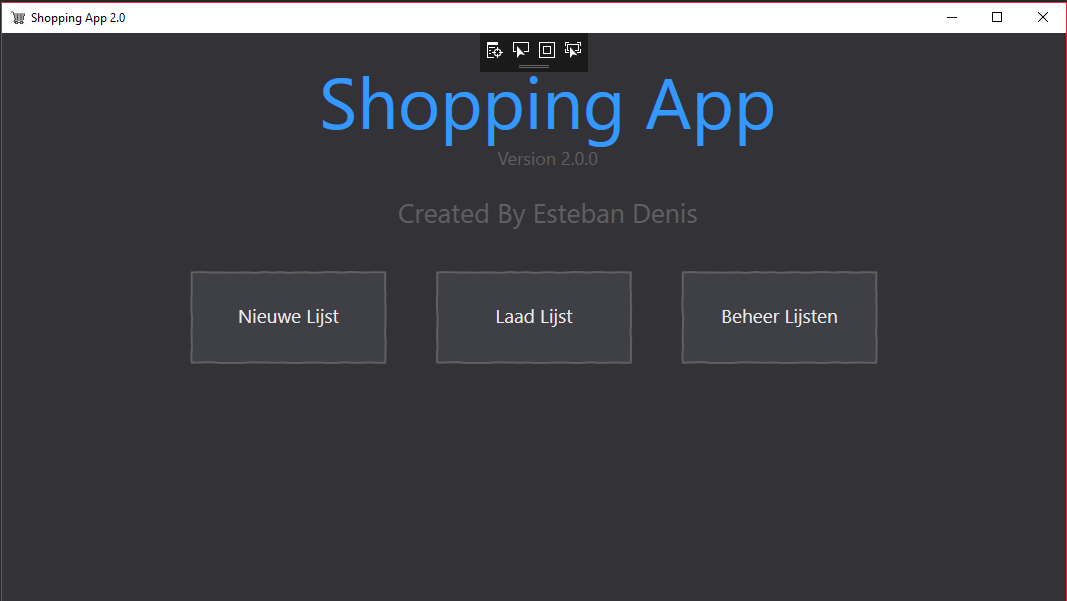 Shopping App 2.0
Shopping App
Version 2.0.0
Created By Esteban Denis
Nieuwe Lijst
Laad Lijst
Beheer Lijsten